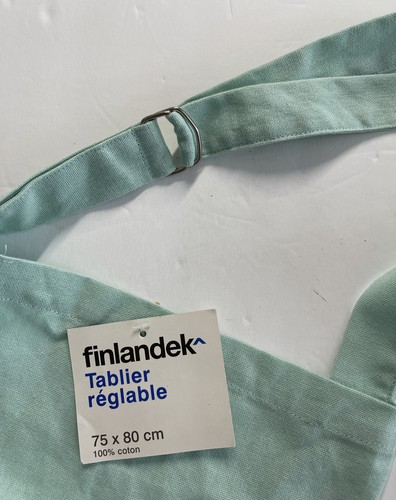 finlandek^
Tablier
réglable
75 x 80 cm
100% coton